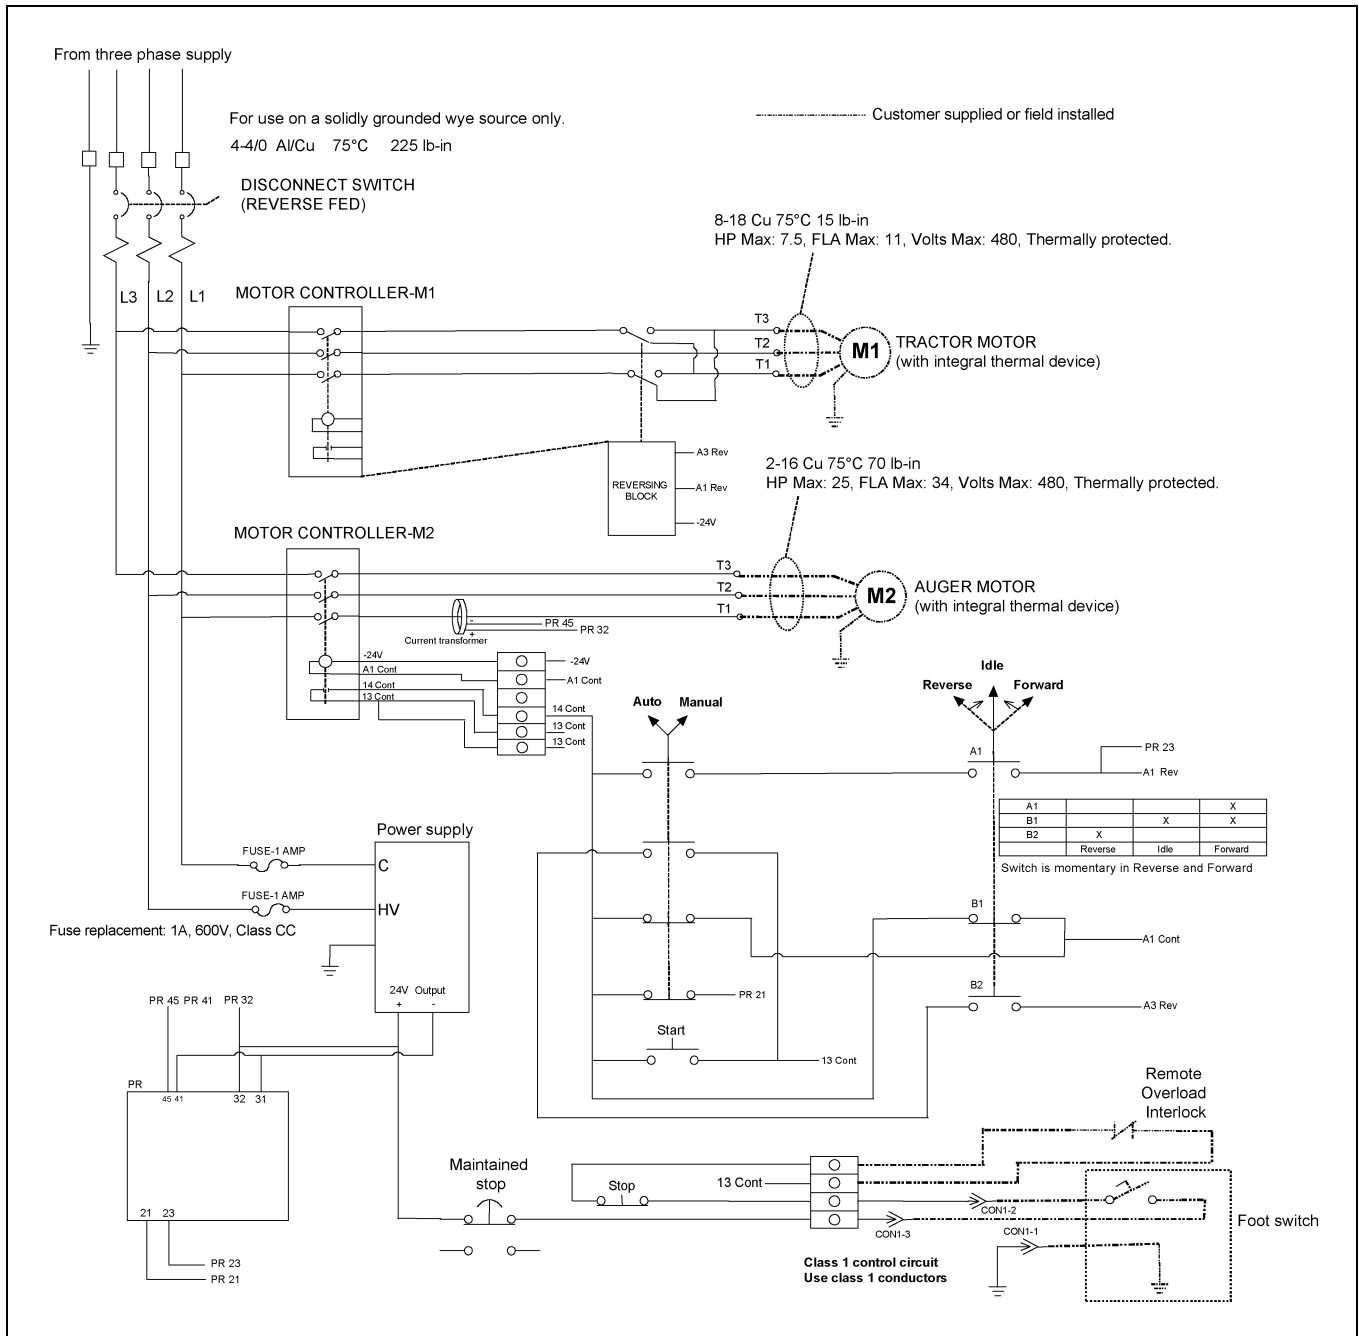 From three phase supply
For use on a solidly grounded wye source only.
4-4/0 Al/Cu 75°C 225 lb-in
Customer supplied or field installed
DISCONNECT SWITCH
(REVERSE FED)
8-18 Cu 75°C 15 lb-in
HP Max: 7.5, FLA Max: 11, Volts Max: 480, Thermally protected.
L3 L2 L1
MOTOR CONTROLLER-M1
T3
T2
T1
M1
TRACTOR MOTOR
(with integral thermal device)
A3 Rev
REVERSING
BLOCK
A1 Rev
-24V
2-16 Cu 75°C 70 lb-in
HP Max: 25, FLA Max: 34, Volts Max: 480, Thermally protected.
MOTOR CONTROLLER-M2
T3
T2
T1
M2
AUGER MOTOR
(with integral thermal device)
-
PR 45
PR 32
+
Current transformer
-24V
A1 Cont
14 Cont
13 Cont
-24V
A1 Cont
14 Cont
13 Cont
13 Cont
Auto Manual
Idle
Reverse Forward
A1
PR 23
A1 Rev
A1 X
B1 X X
B2 X
Reverse Idle Forward
Switch is momentary in Reverse and Forward
Power supply
FUSE-1 AMP
C
FUSE-1 AMP
HV
Fuse replacement: 1A, 600V, Class CC
24V Output
+ -
B1
A1 Cont
B2
A3 Rev
PR 21
Start
13 Cont
PR 45 PR 41 PR 32
PR
45 41 32 31
21 23
PR 23
PR 21
Maintained
stop
Stop
13 Cont
Remote
Overload
Interlock
CON1-2
CON1-3
CON1-1
Foot switch
Class 1 control circuit
Use class 1 conductors